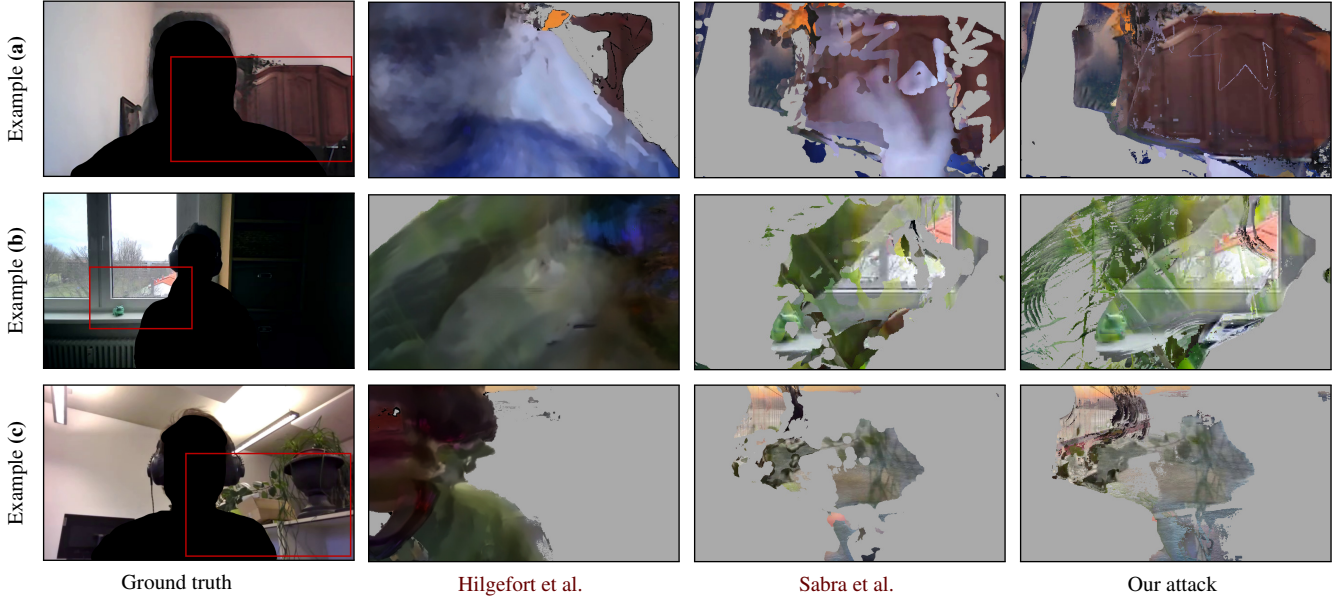 Example (a)
Example (b)
Example (c)
Ground truth
Hilgefort et al.
Sabra et al.
Our attack